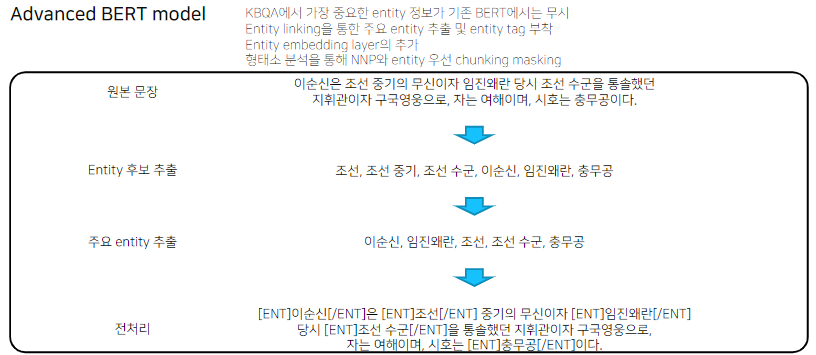 Advanced BERT model
KBQA에서 가장 중요한 entity 정보가 기존 BERT에서는 무시
Entity linking을 통한 주요 entity 추출 및 entity tag 부착
Entity embedding layer의 추가
형태소 분석을 통해 NNP와 entity 우선 chunking masking
원본 문장
이순신은 조선 중기의 무신이자 임진왜란 당시 조선 수군을 통솔했던
지휘관이자 구국영웅으로, 자는 여해이며, 시호는 충무공이다.
Entity 후보 추출
조선, 조선 중기, 조선 수군, 이순신, 임진왜란, 충무공
주요 entity 추출
이순신, 임진왜란, 조선, 조선 수군, 충무공
전처리
[ENT]이순신[/ENT]은 [ENT]조선[/ENT] 중기의 무신이자 [ENT]임진왜란[/ENT]
당시 [ENT]조선 수군[/ENT]을 통솔했던 지휘관이자 구국영웅으로,
자는 여해이며, 시호는 [ENT]충무공[/ENT]이다.